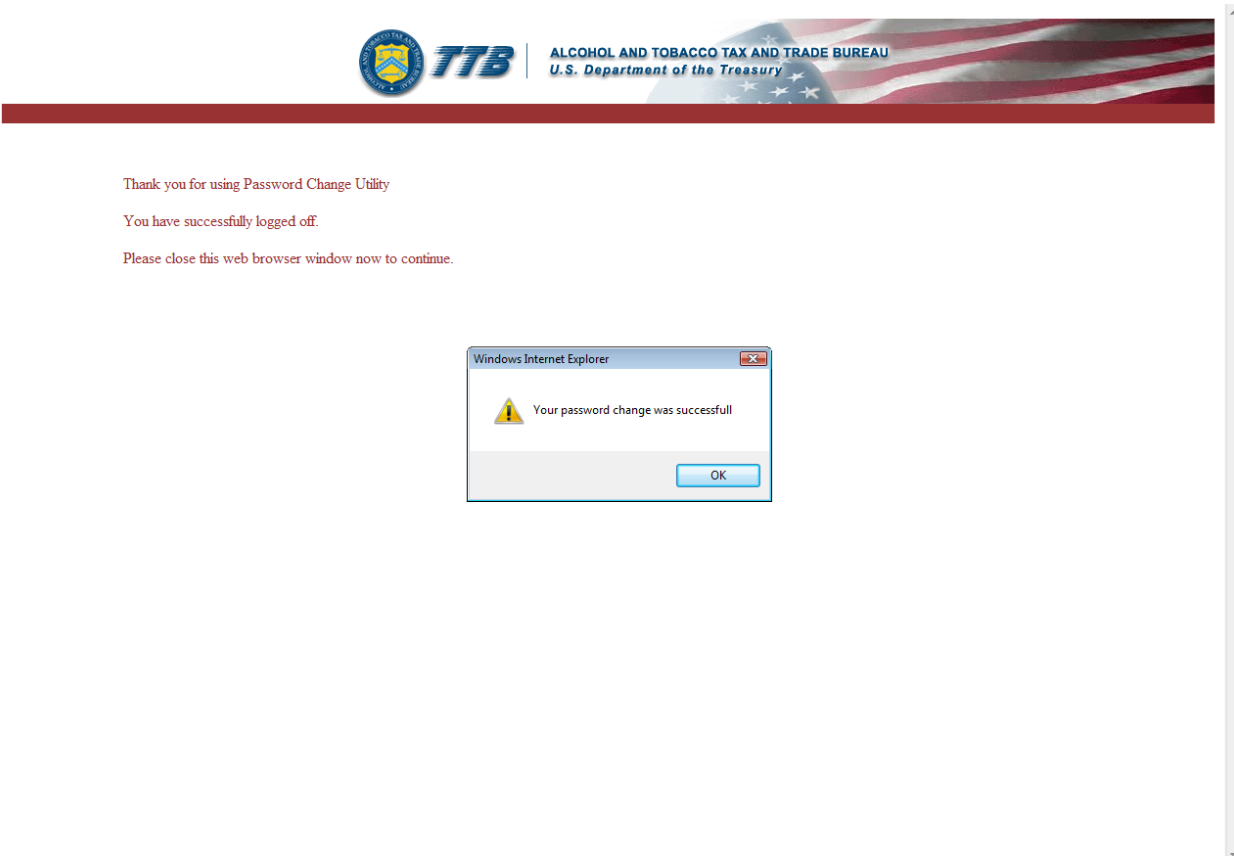 TTB
ALCOHOL AND TOBACCO TAX AND TRADE BUREAU
U.S. Department of the Treasury
Thank you for using Password Change Utility
You have successfully logged off.
Please close this web browser window now to continue.
Windows Internet Explorer
Your password change was successfull
OK